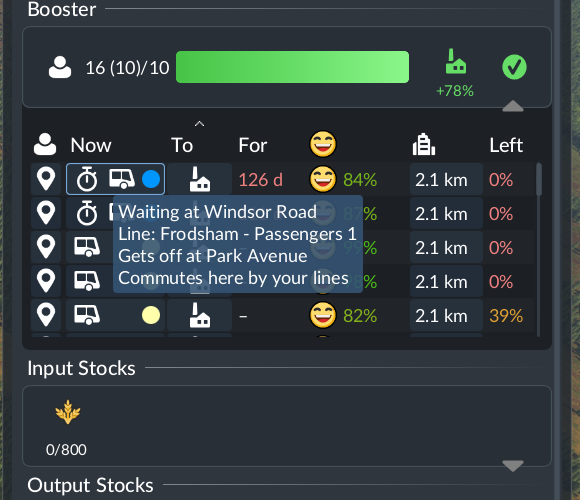 Booster
16 (10)/10
+78%
Now To For Left
126 d 84% 2.1 km 0%
Waiting at Windsor Road
2.1 km 0%
Line: Frodsham - Passengers 1
2.1 km 0%
Gets off at Park Avenue
Commutes here by your lines
2.1 km 0%
– 82% 2.1 km 39%
Input Stocks
0/800
Output Stocks